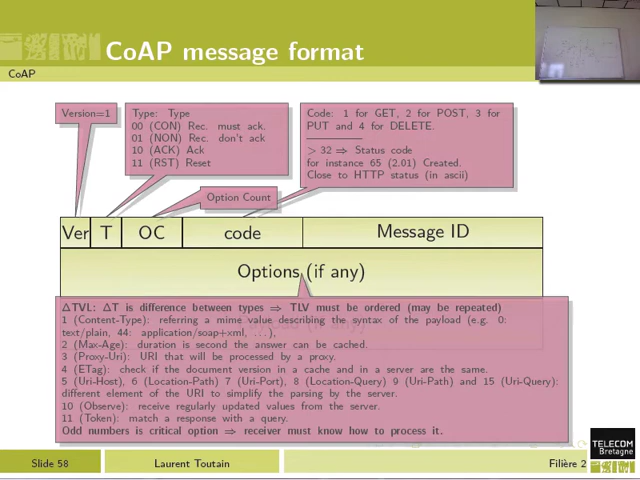 CoAP message format
CoAP
Version=1
Type: Type
00 (CON) Rec. must ack.
01 (NON) Rec. don't ack
10 (ACK) Ack
11 (RST) Reset
Code: 1 for GET, 2 for POST, 3 for
PUT and 4 for DELETE.
> 32 ⇒ Status code
for instance 65 (2.01) Created.
Close to HTTP status (in ascii)
Option Count
Ver T OC code Message ID
Options (if any)
ΔTVL: ΔT is difference between types ⇒ TLV must be ordered (may be repeated)
1 (Content-Type): referring a mime value describing the syntax of the payload (e.g. 0:
text/plain, 44: application/soap+xml, ...),
2 (Max-Age): duration is second the answer can be cached.
3 (Proxy-Uri): URI that will be processed by a proxy.
4 (ETag): check if the document version in a cache and in a server are the same.
5 (Uri-Host), 6 (Location-Path) 7 (Uri-Port), 8 (Location-Query) 9 (Uri-Path) and 15 (Uri-Query):
different element of the URI to simplify the parsing by the server.
10 (Observe): receive regularly updated values from the server.
11 (Token): match a response with a query.
Odd numbers is critical option ⇒ receiver must know how to process it.
TELECOM
Bretagne
Slide 58
Laurent Toutain
Filière 2